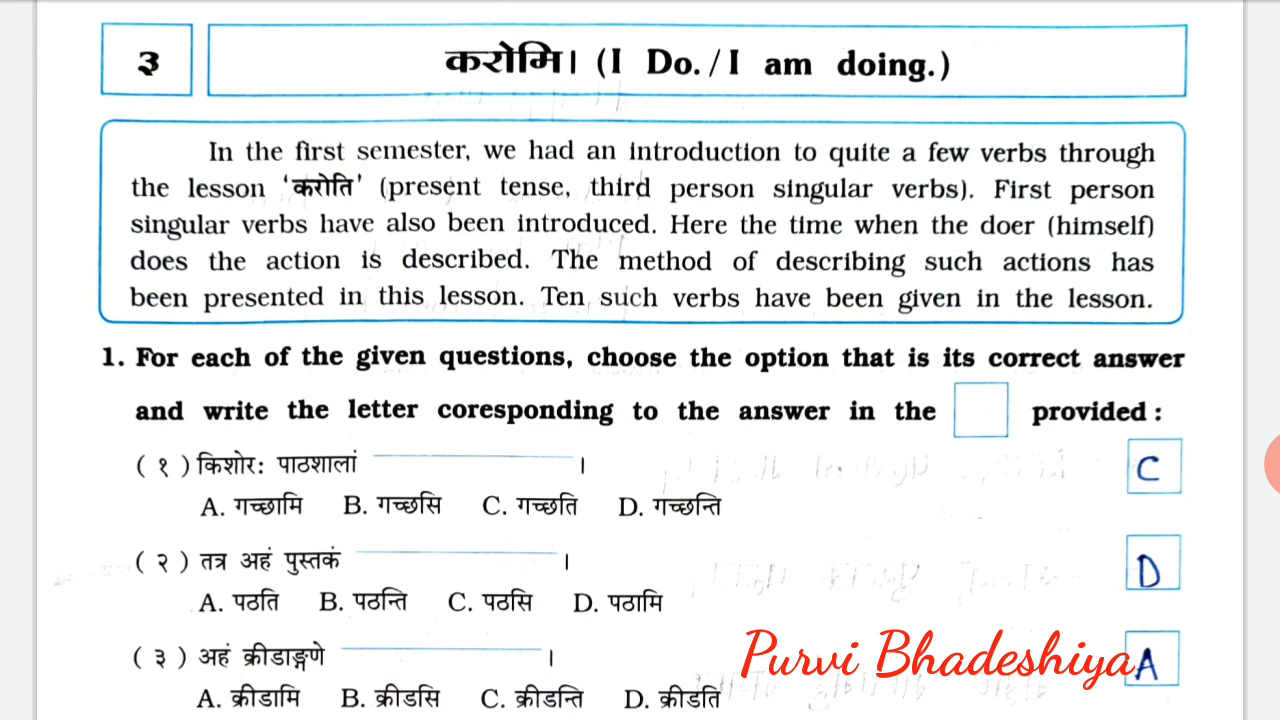 ३
करोमि। (I Do./I am doing.)
In the first semester, we had an introduction to quite a few verbs through
the lesson ‘करोति’ (present tense, third person singular verbs). First person
singular verbs have also been introduced. Here the time when the doer (himself)
does the action is described. The method of describing such actions has
been presented in this lesson. Ten such verbs have been given in the lesson.
1. For each of the given questions, choose the option that is its correct answer
and write the letter coresponding to the answer in the provided :
( १ ) किशोरः पाठशालां ____________ । C
A. गच्छामि B. गच्छसि C. गच्छति D. गच्छन्ति
( २ ) तत्र अहं पुस्तकं ____________ । D
A. पठति B. पठन्ति C. पठसि D. पठामि
( ३ ) अहं क्रीडाङ्गणे ____________ । A
Purvi Bhadeshiya
A. क्रीडामि B. क्रीडसि C. क्रीडन्ति D. क्रीडति